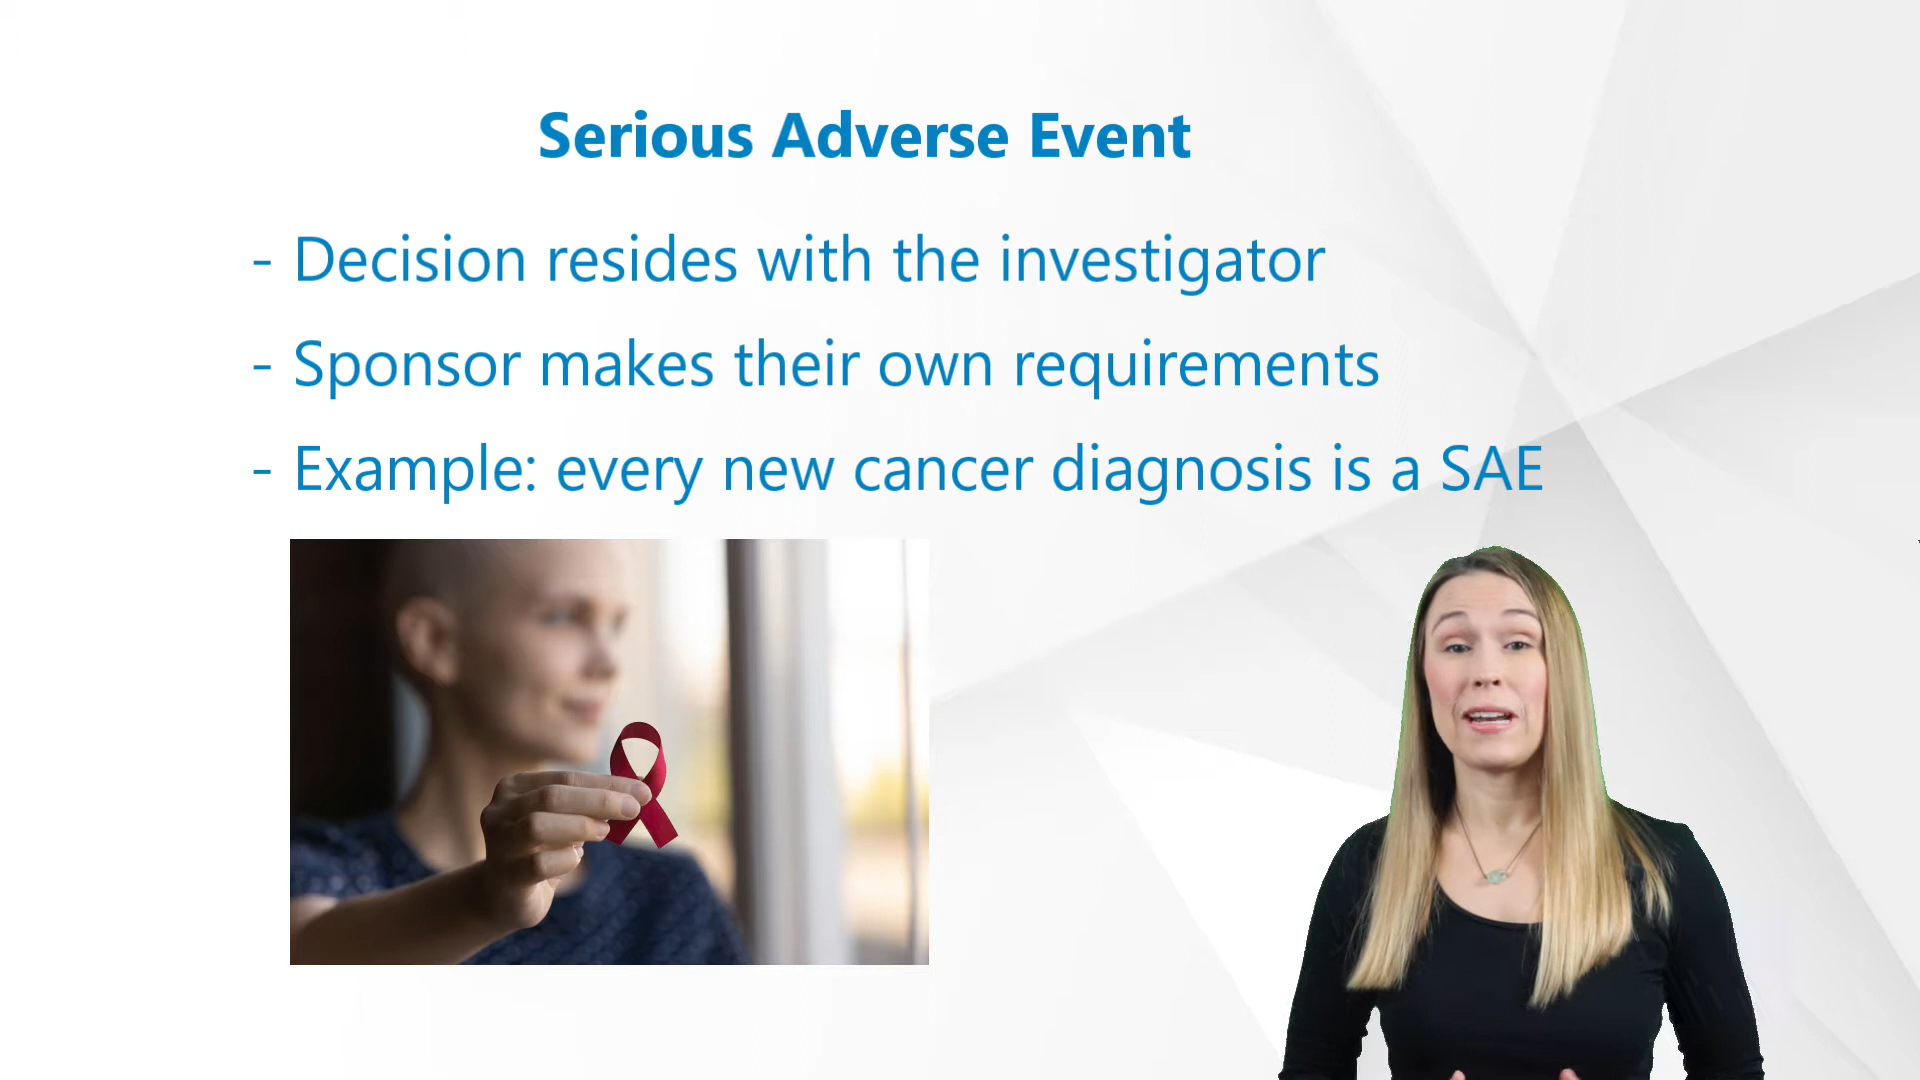 Serious Adverse Event
- Decision resides with the investigator
- Sponsor makes their own requirements
- Example: every new cancer diagnosis is a SAE